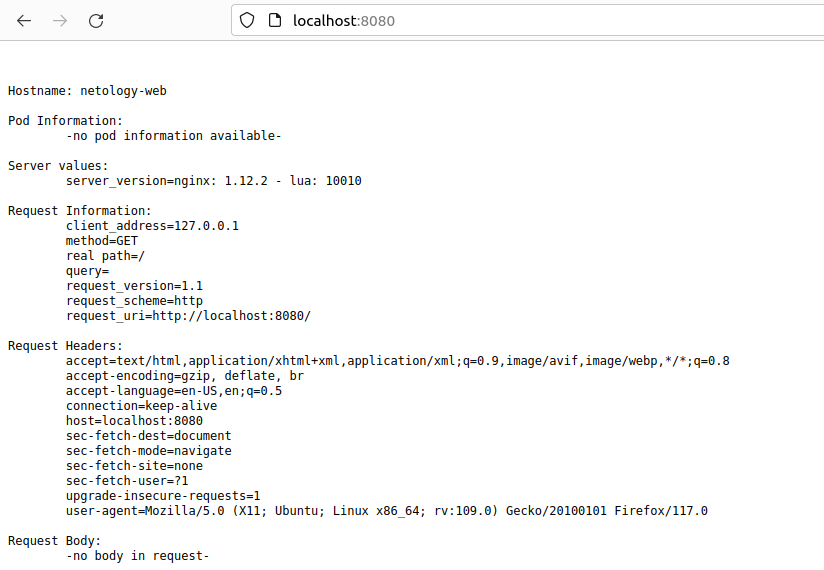 localhost:8080
Hostname: netology-web
Pod Information:
-no pod information available-
Server values:
server_version=nginx: 1.12.2 - lua: 10010
Request Information:
client_address=127.0.0.1
method=GET
real path=/
query=
request_version=1.1
request_scheme=http
request_uri=http://localhost:8080/
Request Headers:
accept=text/html,application/xhtml+xml,application/xml;q=0.9,image/avif,image/webp,*/*;q=0.8
accept-encoding=gzip, deflate, br
accept-language=en-US,en;q=0.5
connection=keep-alive
host=localhost:8080
sec-fetch-dest=document
sec-fetch-mode=navigate
sec-fetch-site=none
sec-fetch-user=?1
upgrade-insecure-requests=1
user-agent=Mozilla/5.0 (X11; Ubuntu; Linux x86_64; rv:109.0) Gecko/20100101 Firefox/117.0
Request Body:
-no body in request-